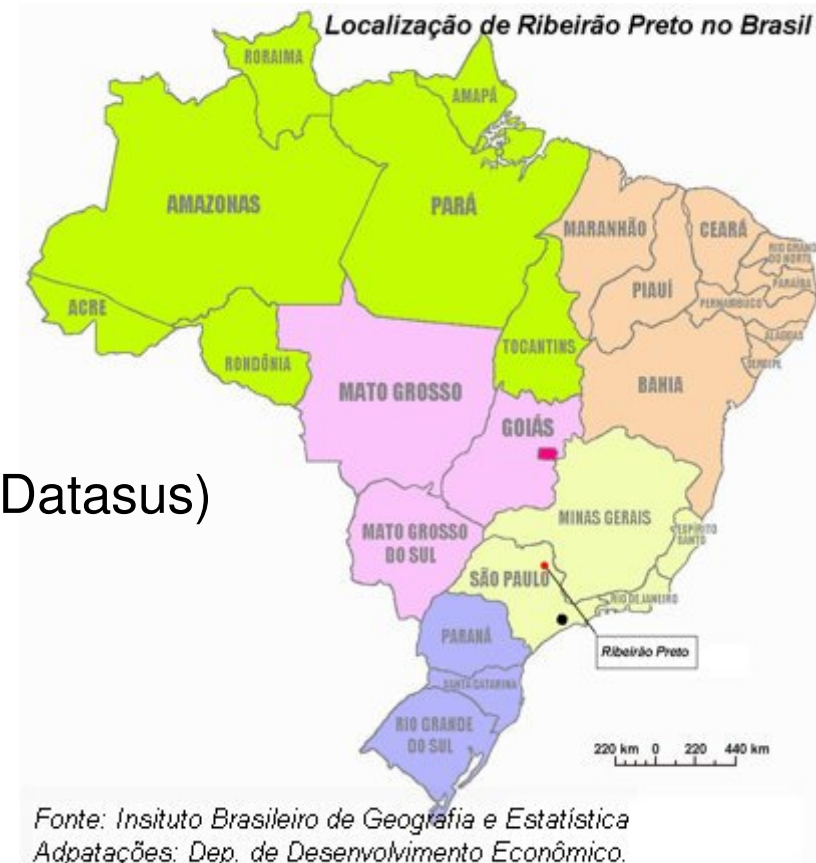 Localização de Ribeirão Preto no Brasil
RORAIMA
AMAPÁ
AMAZONAS
PARÁ
MARANHÃO
CEARÁ
RIO GRANDE
DO NORTE
PARAÍBA
PIAUÍ
PERNAMBUCO
ACRE
ALAGOAS
RONDÔNIA
TOCANTINS
SERGIPE
MATO GROSSO
BAHIA
GOIÁS
Datasus)
MINAS GERAIS
MATO GROSSO
DO SUL
ESPÍRITO
SANTO
SÃO PAULO
RIO DE JANEIRO
PARANÁ
Ribeirão Preto
SANTA CATARINA
RIO GRANDE
DO SUL
220 km 0 220 440 km
Fonte: Insituto Brasileiro de Geografia e Estatística
Adpatações: Dep. de Desenvolvimento Econômico.